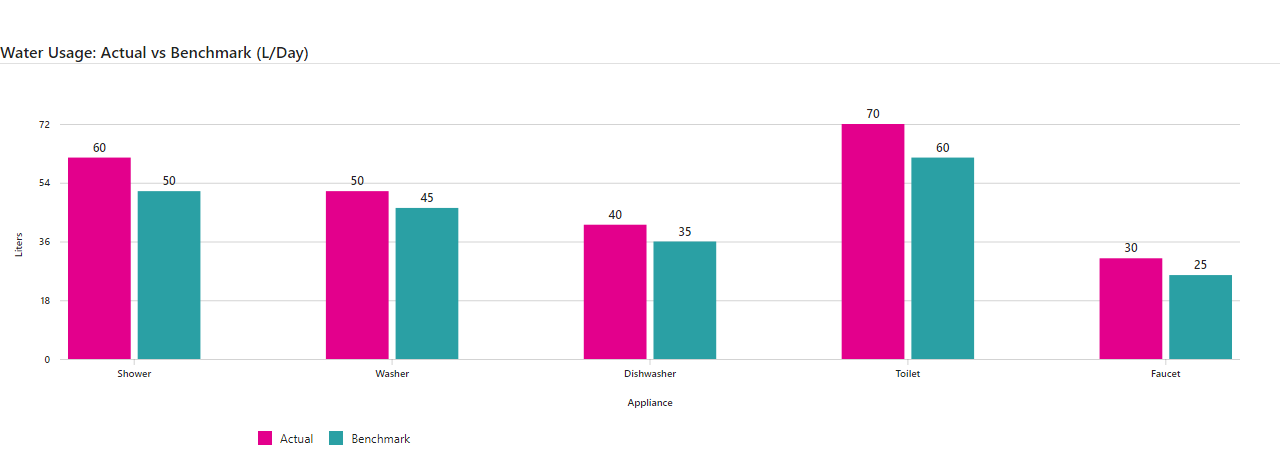 Water Usage: Actual vs Benchmark (L/Day)
72
54
36
18
0
Liters
60
50
50
45
40
35
70
60
30
25
Shower
Washer
Dishwasher
Toilet
Faucet
Appliance
Actual
Benchmark